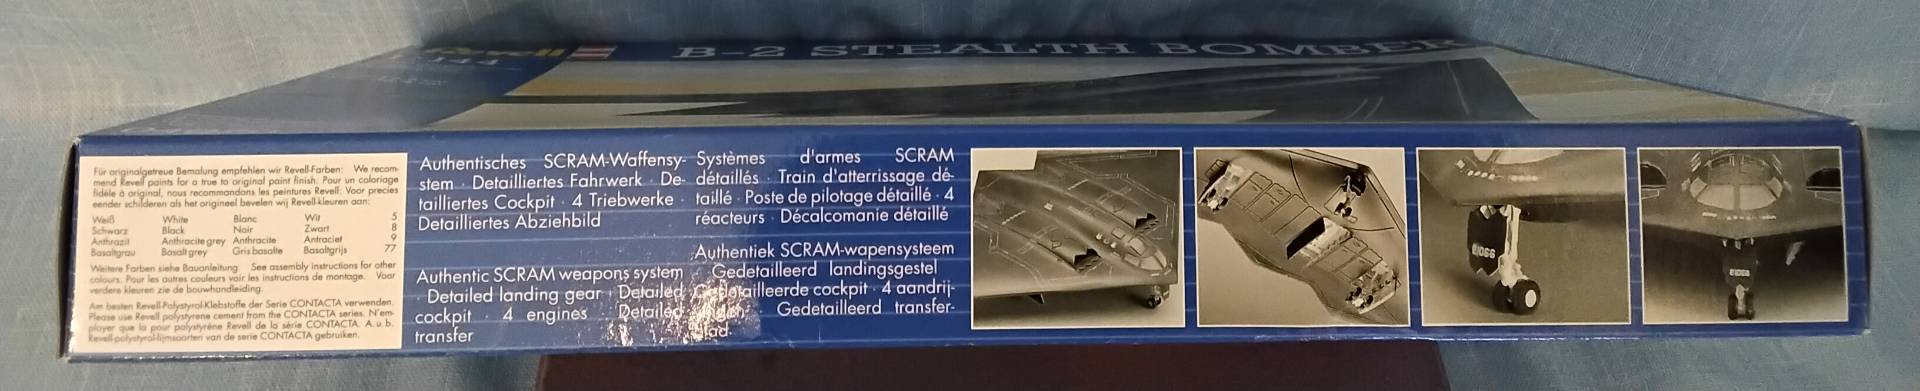 Revell
B-2 STEALTH BOMBER
Für originalgetreue Bemalung empfehlen wir Revell-Farben: We recom-
mend Revell paints for a true to original paint finish. Pour un coloriage
fidèle à original, nous recommandons les peintures Revell: Voor precies
eender schilderen als het origineel bevelen wij Revell-kleuren aan:
Weiß White Blanc Wit 5
Schwarz Black Noir Zwart 8
Anthrazit Anthracite grey Anthracite Antraciet 9
Basaltgrau Basalt grey Gris basalte Basaltgrijs 77
Weitere Farben siehe Bauanleitung. See assembly instructions for other
colours. Pour les autres couleurs voir les instructions de montage. Voor
verdere kleuren zie de bouwhandleiding.
Am besten Revell-Polystyrol-Klebstoffe der Serie CONTACTA verwenden.
Please use Revell polystyrene cement from the CONTACTA series. N'em-
ployer que la pour polystyréne Revell de la série CONTACTA. A.u.b.
Revell-polystyrol-lijmsoorten van de serie CONTACTA gebruiken.
Authentisches SCRAM-Waffensy-
stem · Detailliertes Fahrwerk · De-
tailliertes Cockpit · 4 Triebwerke ·
Detailliertes Abziehbild
Authentic SCRAM weapons system
· Detailed landing gear · Detailed
cockpit · 4 engines · Detailed
transfer
Systèmes d'armes SCRAM
détaillés · Train d'atterrissage dé-
taillé · Poste de pilotage détaillé · 4
réacteurs · Décalcomanie détaillé
Authentiek SCRAM-wapensysteem
· Gedetailleerd landingsgestel ·
Gedetailleerde cockpit · 4 aandrij-
Gedetailleerd transfer-
blad